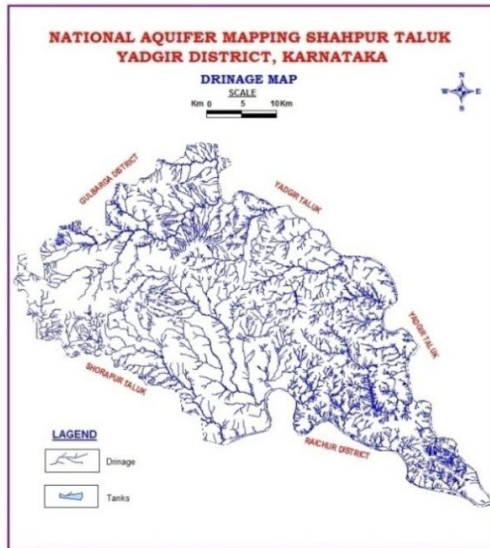 NATIONAL AQUIFER MAPPING SHAHPUR TALUK
YADGIR DISTRICT, KARNATAKA
DRINAGE MAP
SCALE
Km 0 5 10Km
N
W E
S
GULBARGA DISTRICT
YADGIR TALUK
YADGIR TALUK
SHORAPUR TALUK
RAICHUR DISTRICT
LAGEND
Drinage
Tanks